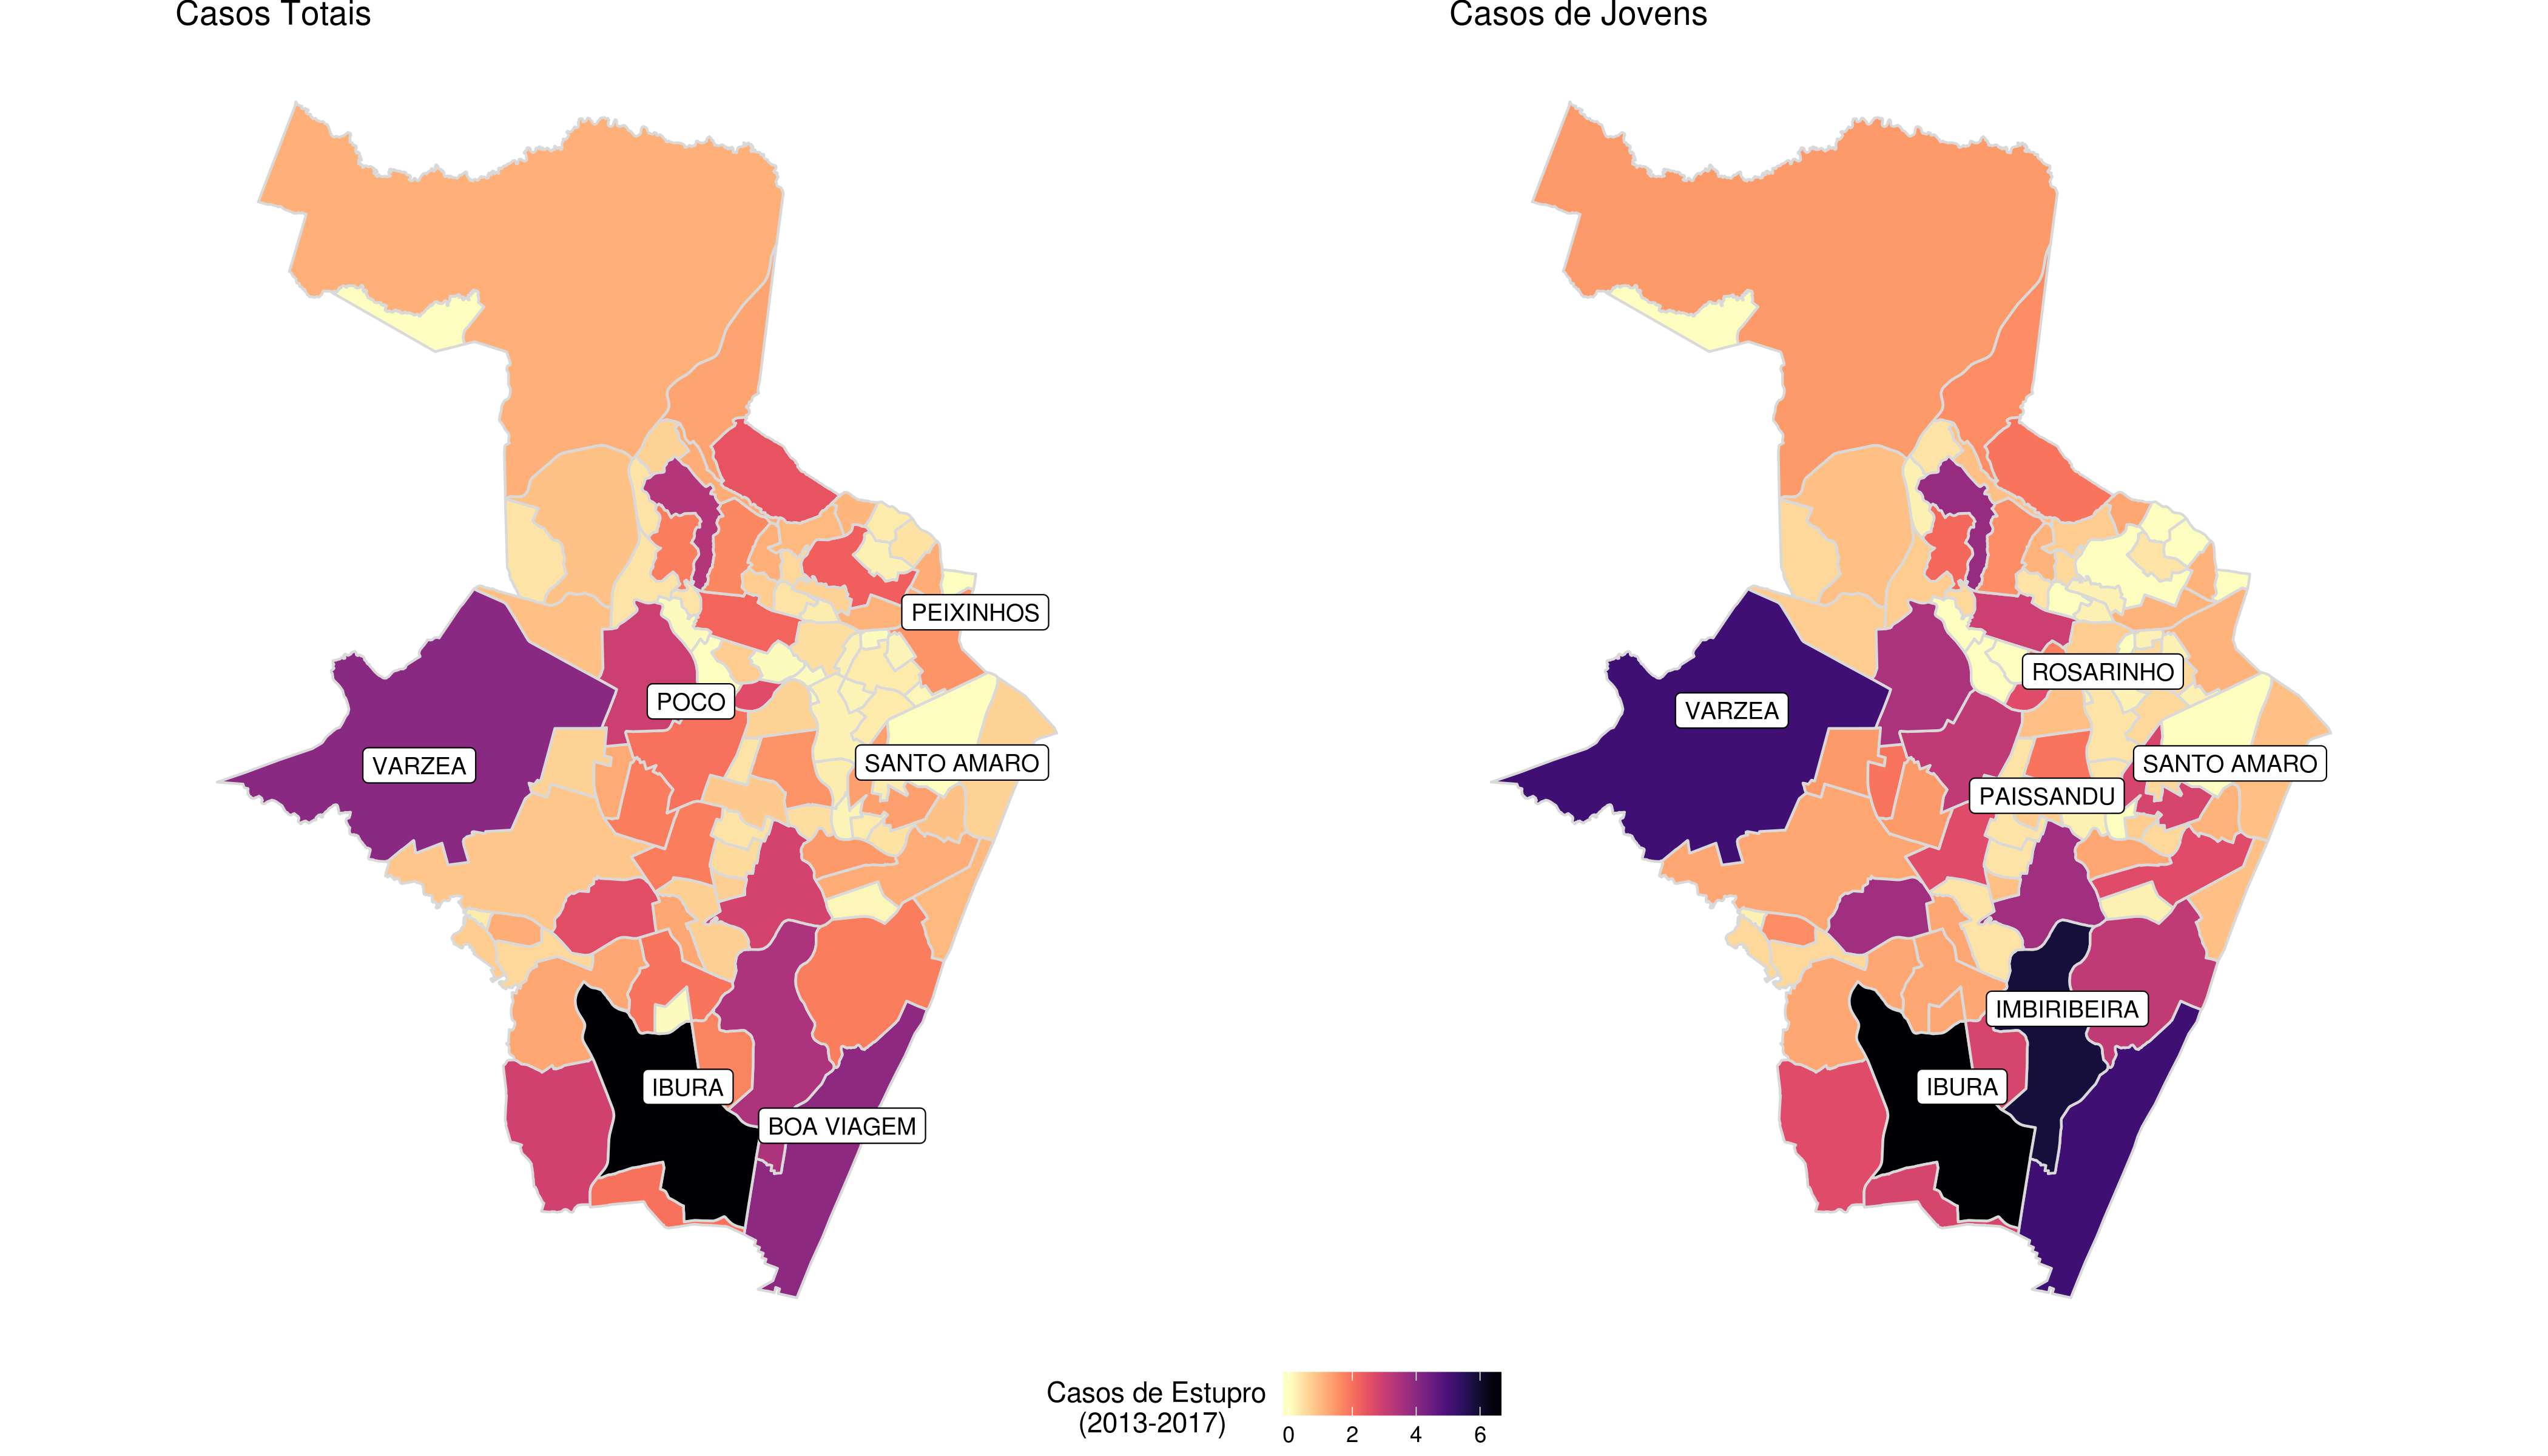 Casos Totais
Casos de Jovens
PEIXINHOS
POCO
VARZEA
SANTO AMARO
IBURA
BOA VIAGEM
ROSARINHO
VARZEA
SANTO AMARO
PAISSANDU
IMBIRIBEIRA
IBURA
Casos de Estupro
(2013-2017)
0 2 4 6